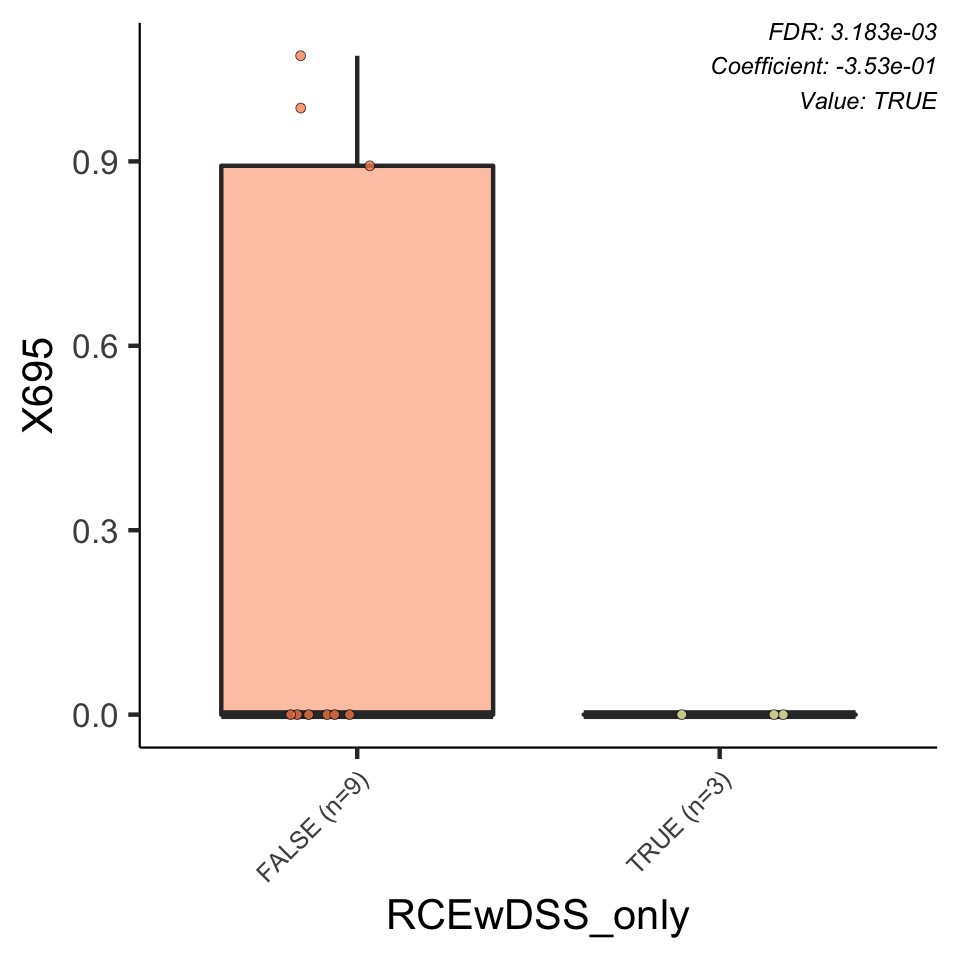 FDR: 3.183e-03
Coefficient: -3.53e-01
Value: TRUE
X695
0.9
0.6
0.3
0.0
FALSE (n=9)
TRUE (n=3)
RCEwDSS_only